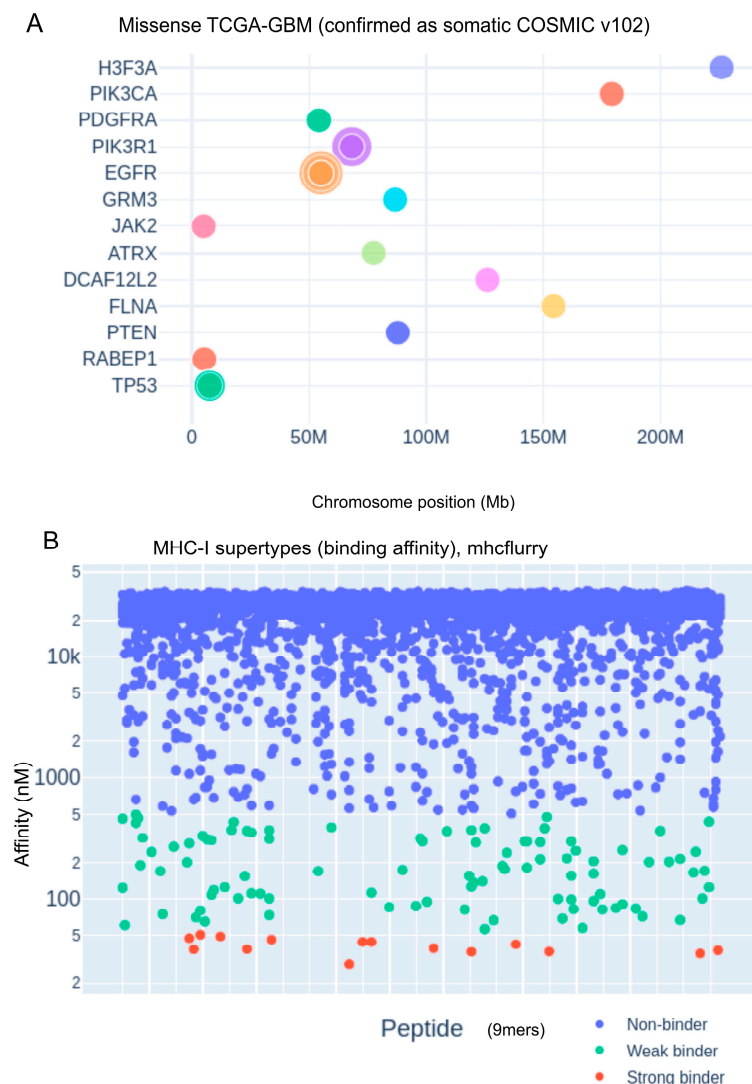 A
Missense TCGA-GBM (confirmed as somatic COSMIC v102)
H3F3A
PIK3CA
PDGFRA
PIK3R1
EGFR
GRM3
JAK2
ATRX
DCAF12L2
FLNA
PTEN
RABEP1
TP53
0 50M 100M 150M 200M
Chromosome position (Mb)
B
MHC-I supertypes (binding affinity), mhcflurry
5
2
10k
5
2
1000
5
2
100
5
2
Affinity (nM)
Peptide (9mers)
Non-binder
Weak binder
Strong binder